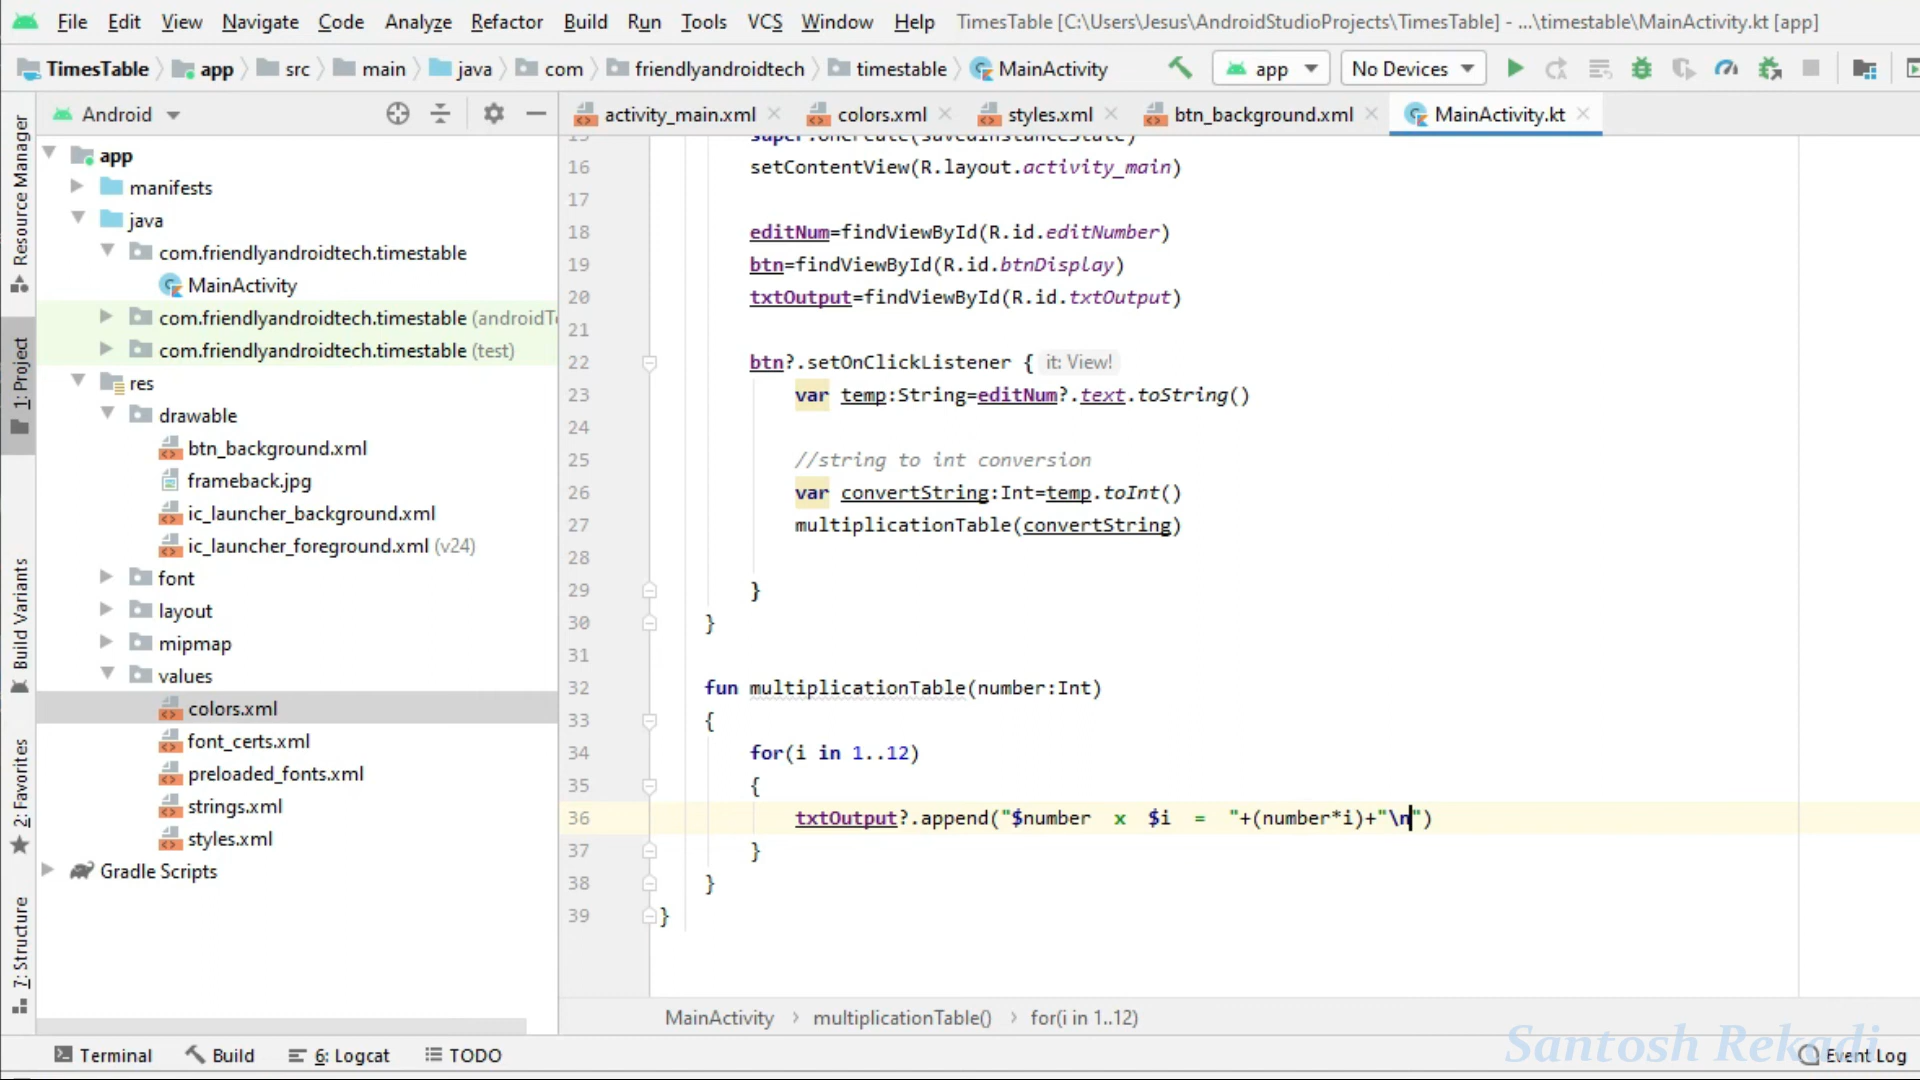 File Edit View Navigate Code Analyze Refactor Build Run Tools VCS Window Help TimesTable [C:\Users\Jesus\AndroidStudioProjects\TimesTable] - ...\timestable\MainActivity.kt [app]
TimesTable app src main java com friendlyandroidtech timestable MainActivity app No Devices
Android activity_main.xml colors.xml styles.xml btn_background.xml MainActivity.kt
Resource Manager
1: Project
Build Variants
2: Favorites
7: Structure
app
manifests
java
com.friendlyandroidtech.timestable
MainActivity
com.friendlyandroidtech.timestable (androidTe
com.friendlyandroidtech.timestable (test)
res
drawable
btn_background.xml
frameback.jpg
ic_launcher_background.xml
ic_launcher_foreground.xml (v24)
font
layout
mipmap
values
colors.xml
font_certs.xml
preloaded_fonts.xml
strings.xml
styles.xml
Gradle Scripts
15 super.onCreate(savedInstanceState)
16 setContentView(R.layout.activity_main)
17
18 editNum=findViewById(R.id.editNumber)
19 btn=findViewById(R.id.btnDisplay)
20 txtOutput=findViewById(R.id.txtOutput)
21
22 btn?.setOnClickListener { it: View!
23 var temp:String=editNum?.text.toString()
24
25 //string to int conversion
26 var convertString:Int=temp.toInt()
27 multiplicationTable(convertString)
28
29 }
30 }
31
32 fun multiplicationTable(number:Int)
33 {
34 for(i in 1..12)
35 {
36 txtOutput?.append("$number x $i = "+(number*i)+"\n")
37 }
38 }
39 }
MainActivity multiplicationTable() for(i in 1..12)
Santosh Rekadi
Terminal Build 6: Logcat TODO Event Log